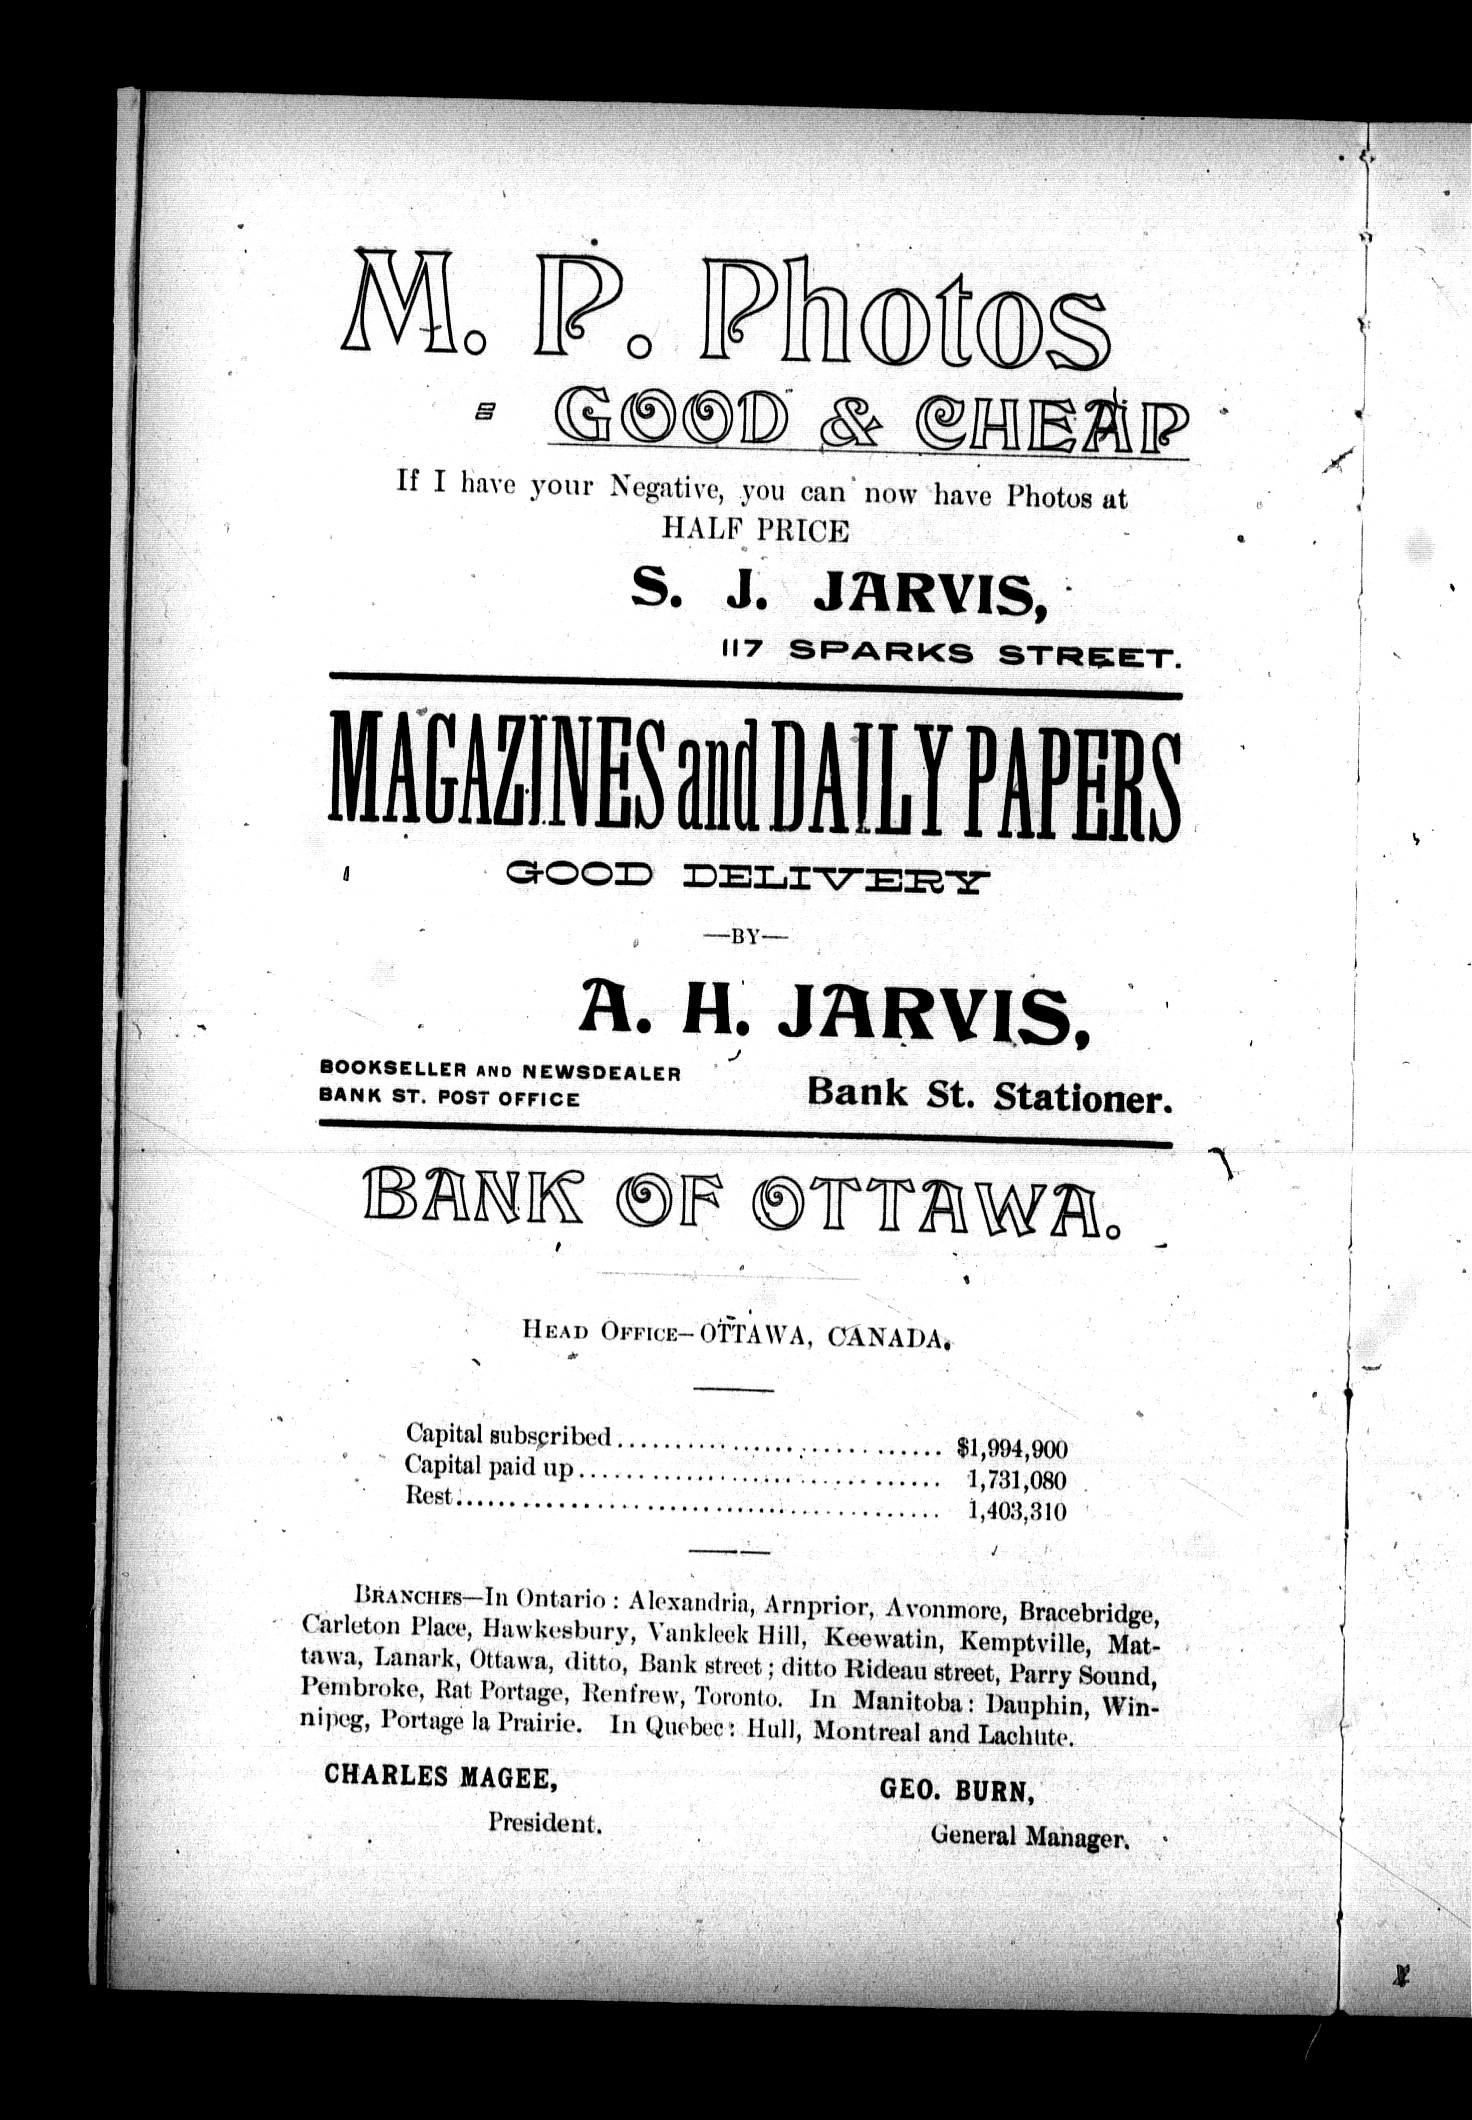 M. P. Photos
GOOD & CHEAP
If I have your Negative, you can now have Photos at
HALF PRICE
S. J. JARVIS,
117 SPARKS STREET.
MAGAZINES and DAILY PAPERS
GOOD DELIVERY
—BY—
A. H. JARVIS,
BOOKSELLER AND NEWSDEALER
BANK ST. POST OFFICE
Bank St. Stationer.
BANK OF OTTAWA.
HEAD OFFICE—OTTAWA, CANADA.
Capital subscribed............................ $1,994,900
Capital paid up............................... 1,731,080
Rest.......................................... 1,403,310
BRANCHES—In Ontario: Alexandria, Arnprior, Avonmore, Bracebridge,
Carleton Place, Hawkesbury, Vankleek Hill, Keewatin, Kemptville, Mat-
tawa, Lanark, Ottawa, ditto, Bank street; ditto Rideau street, Parry Sound,
Pembroke, Rat Portage, Renfrew, Toronto. In Manitoba: Dauphin, Win-
nipeg, Portage la Prairie. In Quebec: Hull, Montreal and Lachute.
CHARLES MAGEE,
President.
GEO. BURN,
General Manager.